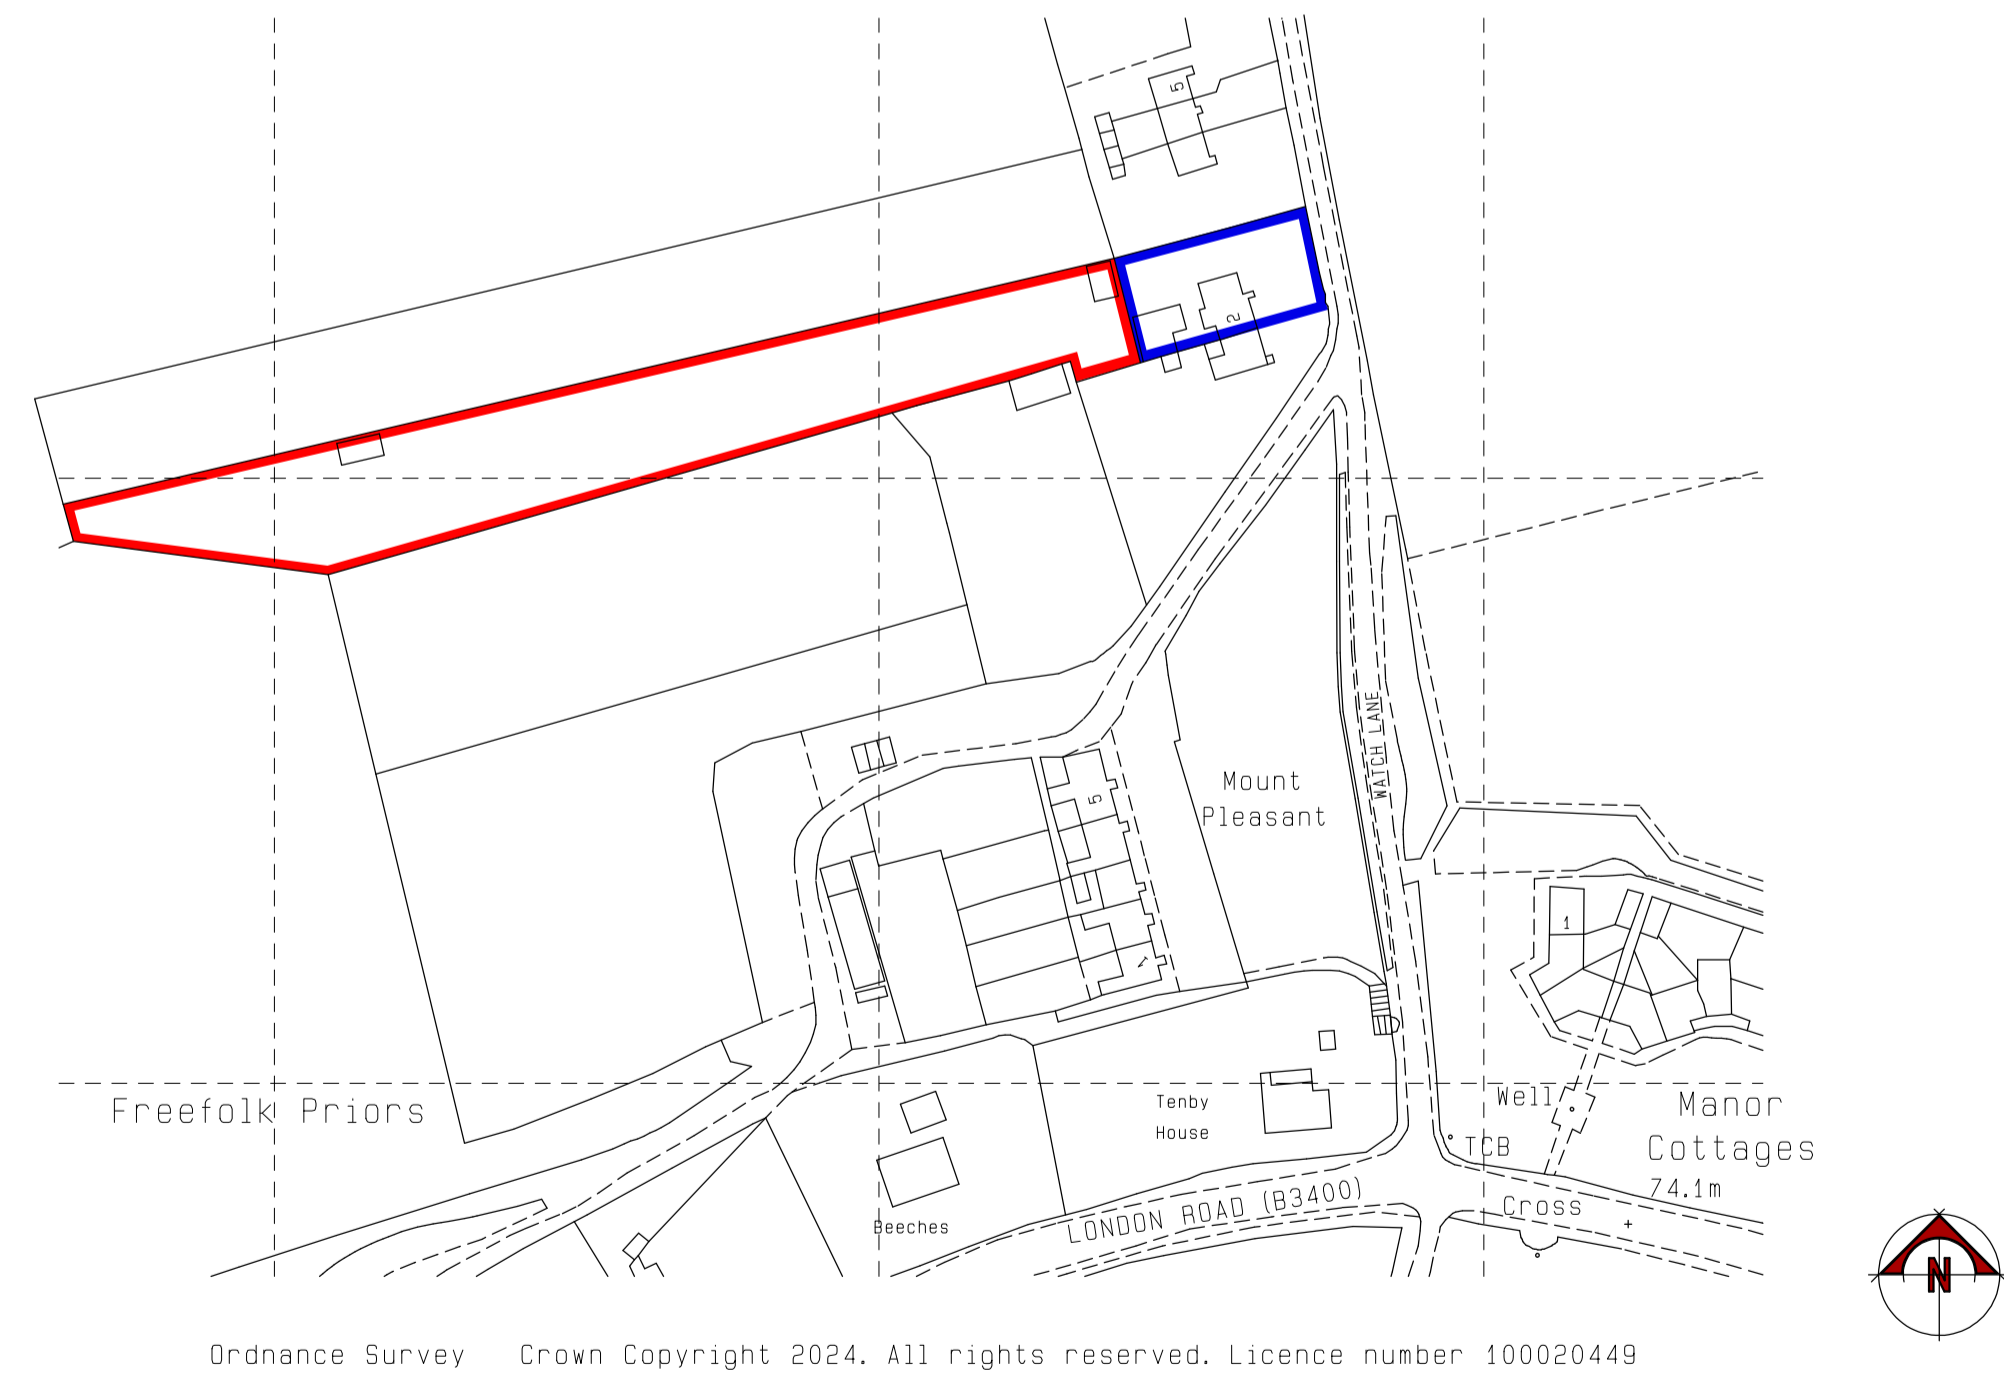 5
2
WATCH LANE
Mount
Pleasant
5
1
1
Freefolk Priors
Tenby
House
Well
Manor
Cottages
TCB
74.1m
Cross
LONDON ROAD (B3400)
Beeches
N
Ordnance Survey Crown Copyright 2024. All rights reserved. Licence number 100020449